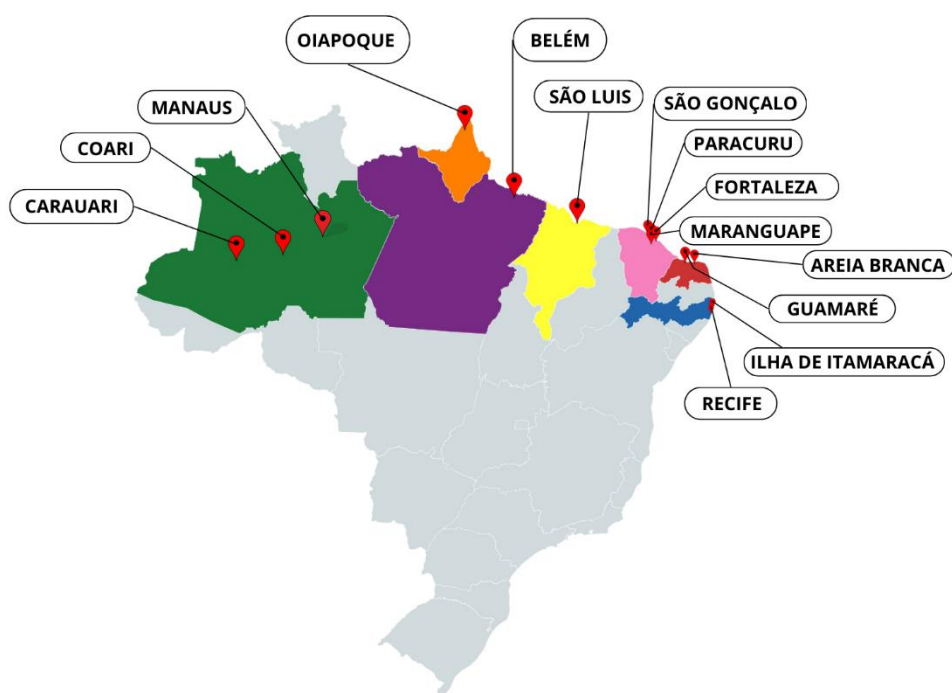 OIAPOQUE
BELÉM
MANAUS
SÃO LUIS
SÃO GONÇALO
COARI
PARACURU
FORTALEZA
CARAUARI
MARANGUAPE
AREIA BRANCA
GUAMARÉ
ILHA DE ITAMARACÁ
RECIFE